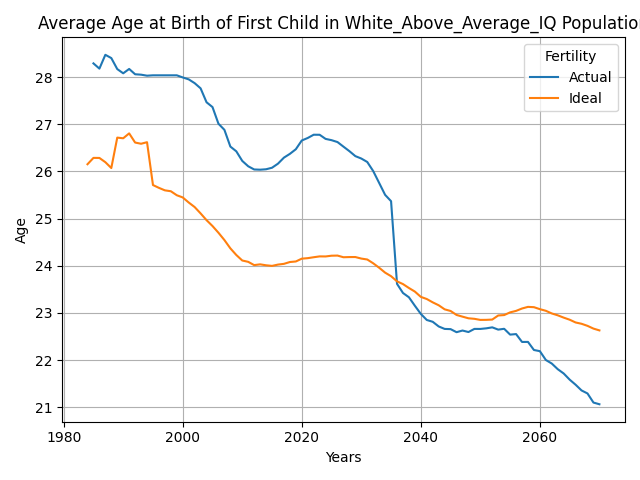 Average Age at Birth of First Child in White_Above_Average_IQ Population
Fertility
Actual
Ideal
28
27
26
25
24
23
22
21
Age
1980
2000
2020
2040
2060
Years